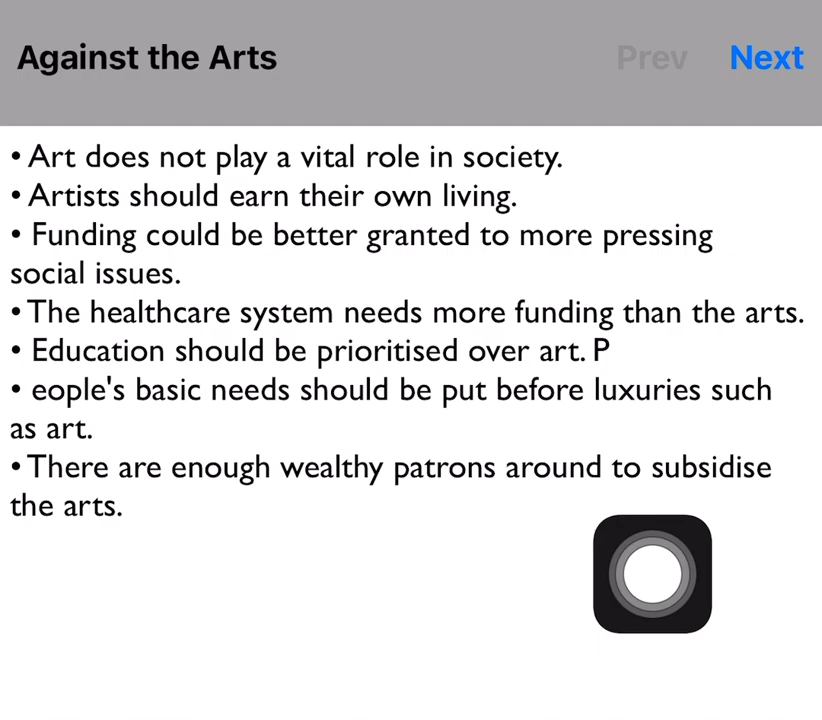 Against the Arts
Prev
Next
• Art does not play a vital role in society.
• Artists should earn their own living.
• Funding could be better granted to more pressing
social issues.
• The healthcare system needs more funding than the arts.
• Education should be prioritised over art. P
• eople's basic needs should be put before luxuries such
as art.
• There are enough wealthy patrons around to subsidise
the arts.